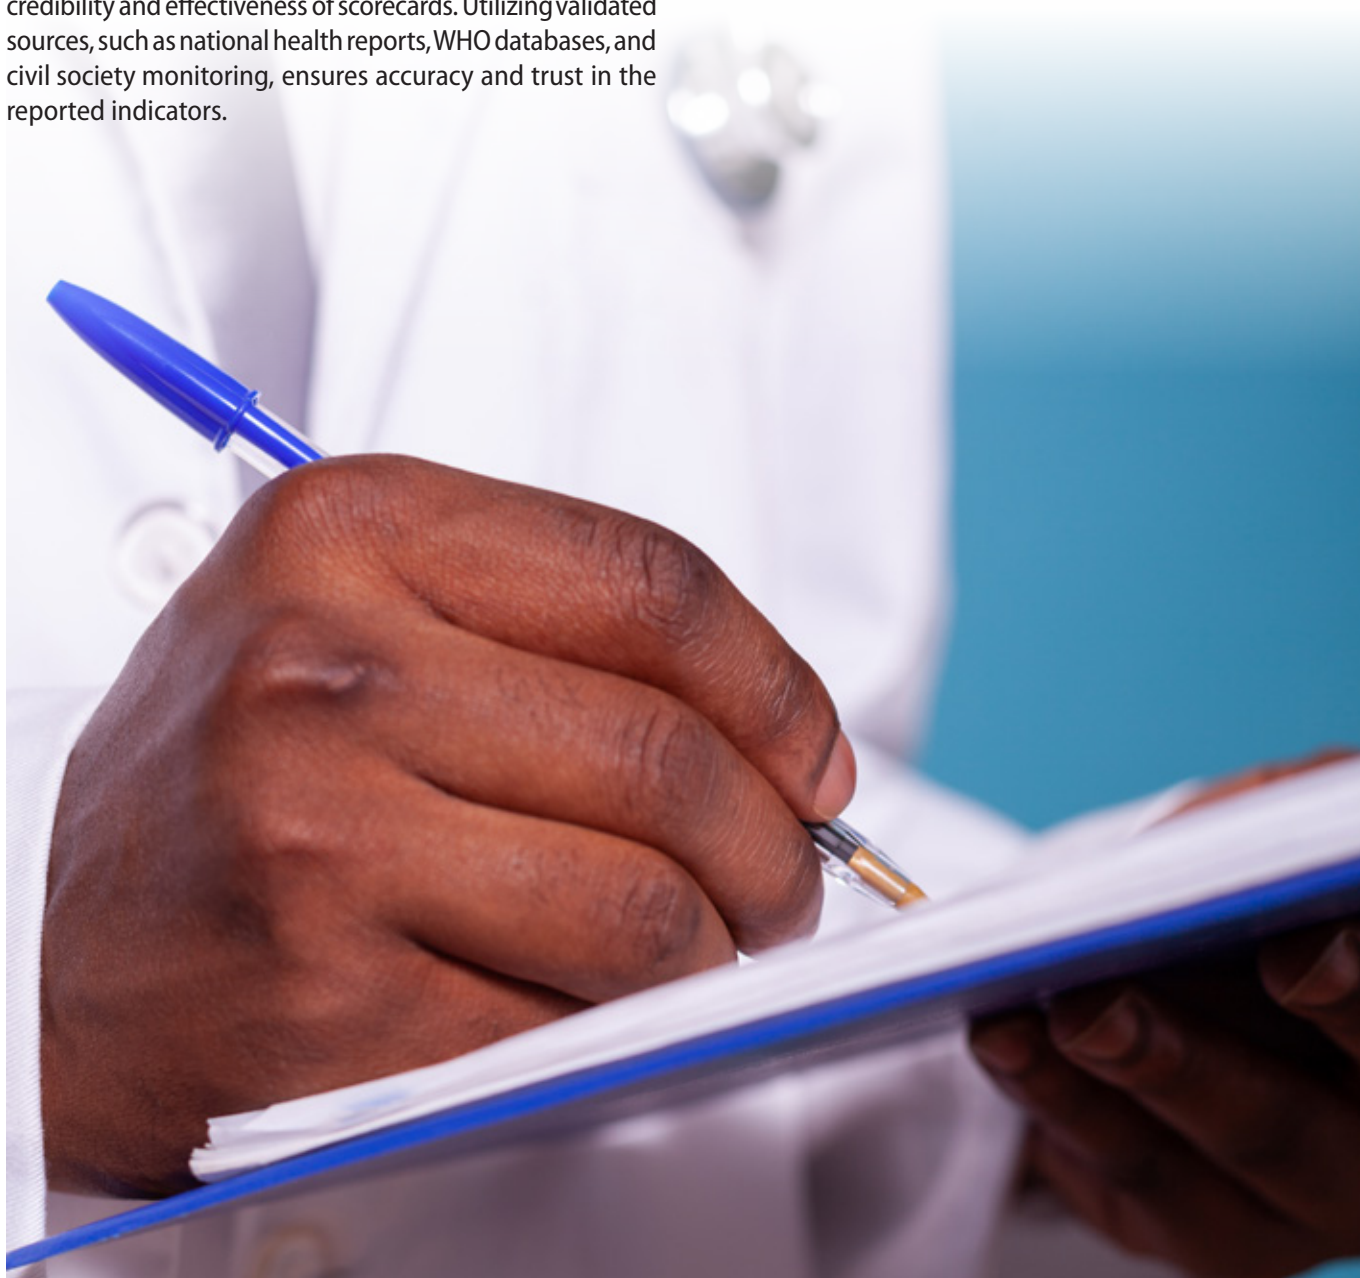 credibility and effectiveness of scorecards. Utilizing validated
sources, such as national health reports, WHO databases, and
civil society monitoring, ensures accuracy and trust in the
reported indicators.